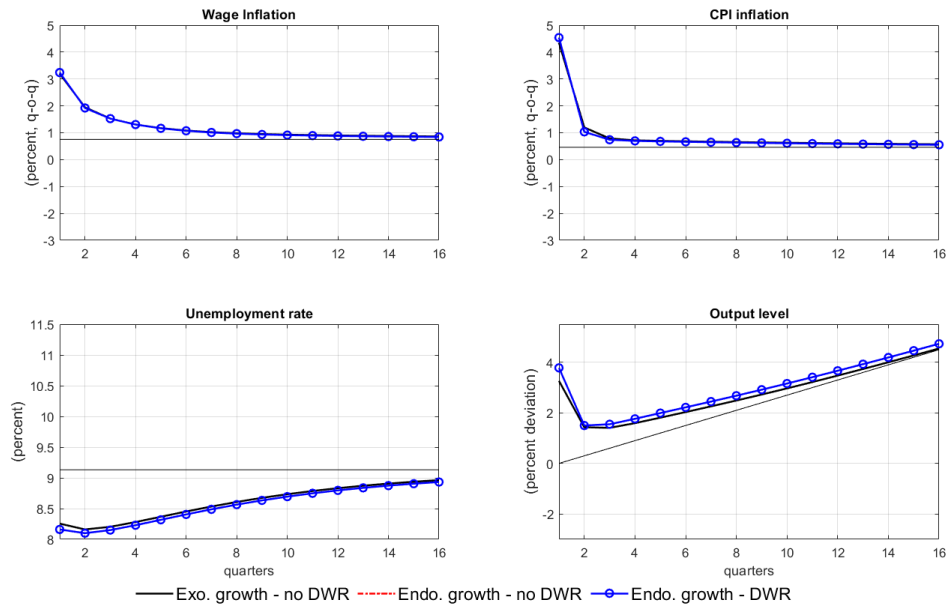 Wage Inflation
(percent, q-o-q)
5
4
3
2
1
0
-1
-2
-3
2 4 6 8 10 12 14 16
CPI inflation
(percent, q-o-q)
5
4
3
2
1
0
-1
-2
-3
2 4 6 8 10 12 14 16
Unemployment rate
(percent)
11.5
11
10.5
10
9.5
9
8.5
8
2 4 6 8 10 12 14 16
quarters
Output level
(percent deviation)
4
2
0
-2
2 4 6 8 10 12 14 16
quarters
Exo. growth - no DWR Endo. growth - no DWR Endo. growth - DWR